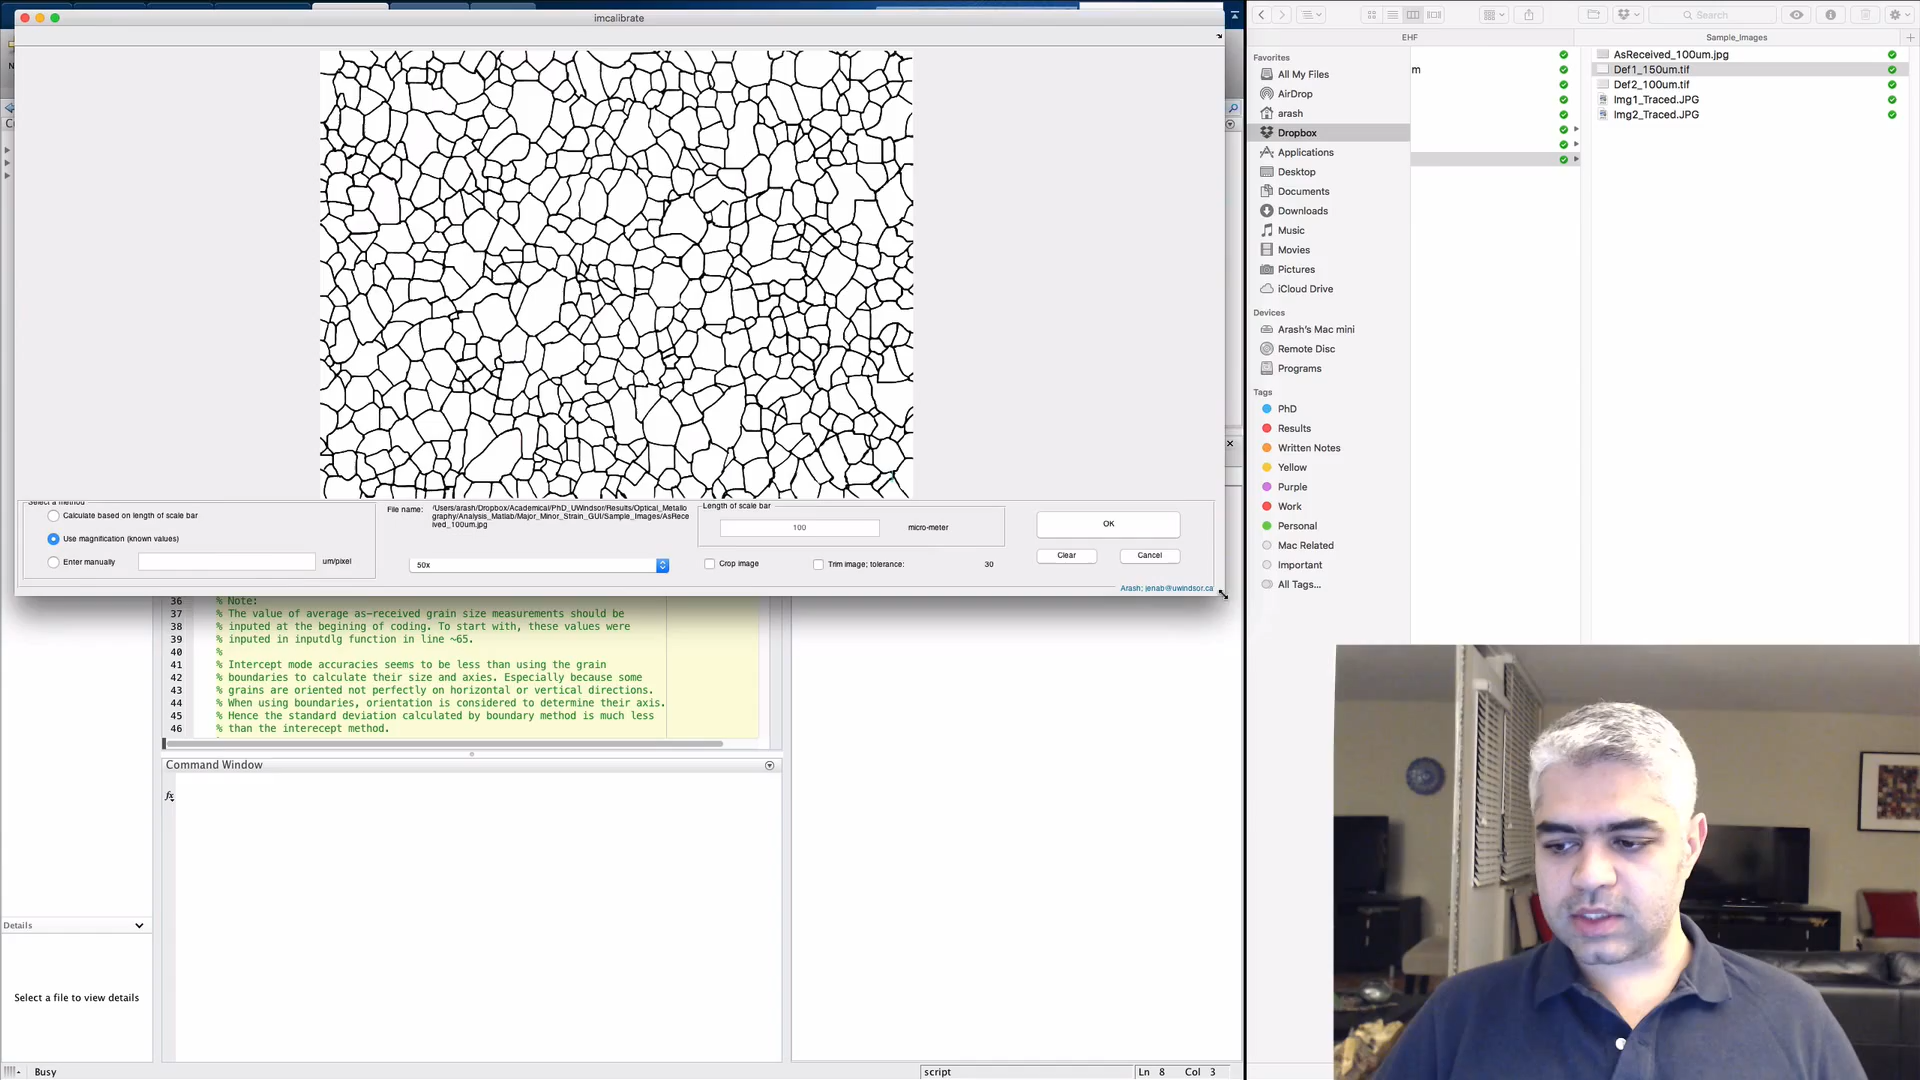 imcalibrate
Select a method
Calculate based on length of scale bar
Use magnification (known values)
Enter manually
um/pixel
File name:
/Users/arash/Dropbox/Academical/PhD_UWindsor/Results/Optical_Metallo
graphy/Analysis_Matlab/Major_Minor_Strain_GUI/Sample_Images/AsRece
ived_100um.jpg
50x
Length of scale bar
100
micro-meter
Crop image
Trim image; tolerance:
30
OK
Clear
Cancel
Arash; jenab@uwindsor.ca
36 % Note:
37 % The value of average as-received grain size measurements should be
38 % inputed at the begining of coding. To start with, these values were
39 % inputed in inputdlg function in line ~65.
40 %
41 % Intercept mode accuracies seems to be less than using the grain
42 % boundaries to calculate their size and axies. Especially because some
43 % grains are oriented not perfectly on horizontal or vertical directions.
44 % When using boundaries, orientation is considered to determine their axis.
45 % Hence the standard deviation calculated by boundary method is much less
46 % than the interecept method.
Command Window
fx
Details
Select a file to view details
Busy
script
Ln 8 Col 3
Search
EHF
Sample_Images
Favorites
All My Files
AirDrop
arash
Dropbox
Applications
Desktop
Documents
Downloads
Music
Movies
Pictures
iCloud Drive
Devices
Arash's Mac mini
Remote Disc
Programs
Tags
PhD
Results
Written Notes
Yellow
Purple
Work
Personal
Mac Related
Important
All Tags...
m
AsReceived_100um.jpg
Def1_150um.tif
Def2_100um.tif
Img1_Traced.JPG
Img2_Traced.JPG